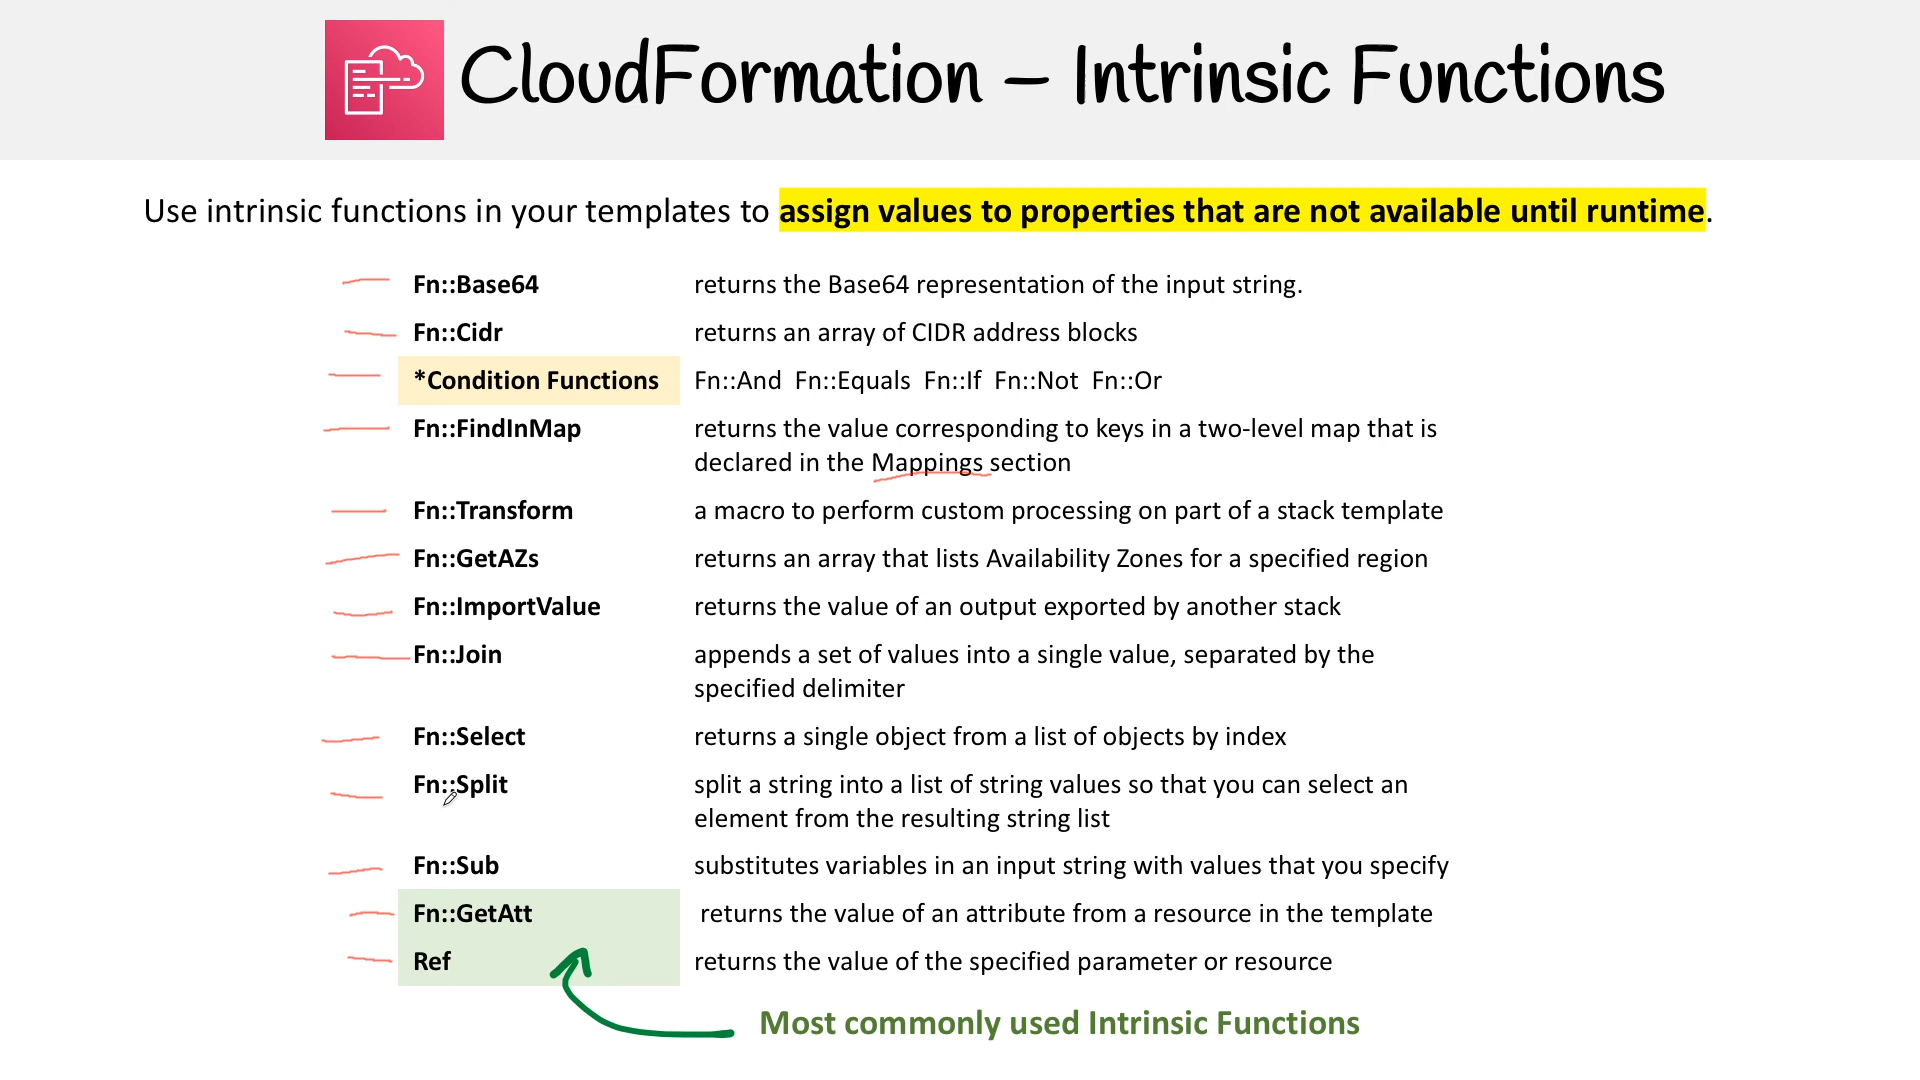 CloudFormation – Intrinsic Functions
Use intrinsic functions in your templates to assign values to properties that are not available until runtime.
Fn::Base64 returns the Base64 representation of the input string.
Fn::Cidr returns an array of CIDR address blocks
*Condition Functions Fn::And Fn::Equals Fn::If Fn::Not Fn::Or
Fn::FindInMap returns the value corresponding to keys in a two-level map that is
declared in the Mappings section
Fn::Transform a macro to perform custom processing on part of a stack template
Fn::GetAZs returns an array that lists Availability Zones for a specified region
Fn::ImportValue returns the value of an output exported by another stack
Fn::Join appends a set of values into a single value, separated by the
specified delimiter
Fn::Select returns a single object from a list of objects by index
Fn::Split split a string into a list of string values so that you can select an
element from the resulting string list
Fn::Sub substitutes variables in an input string with values that you specify
Fn::GetAtt returns the value of an attribute from a resource in the template
Ref returns the value of the specified parameter or resource
Most commonly used Intrinsic Functions